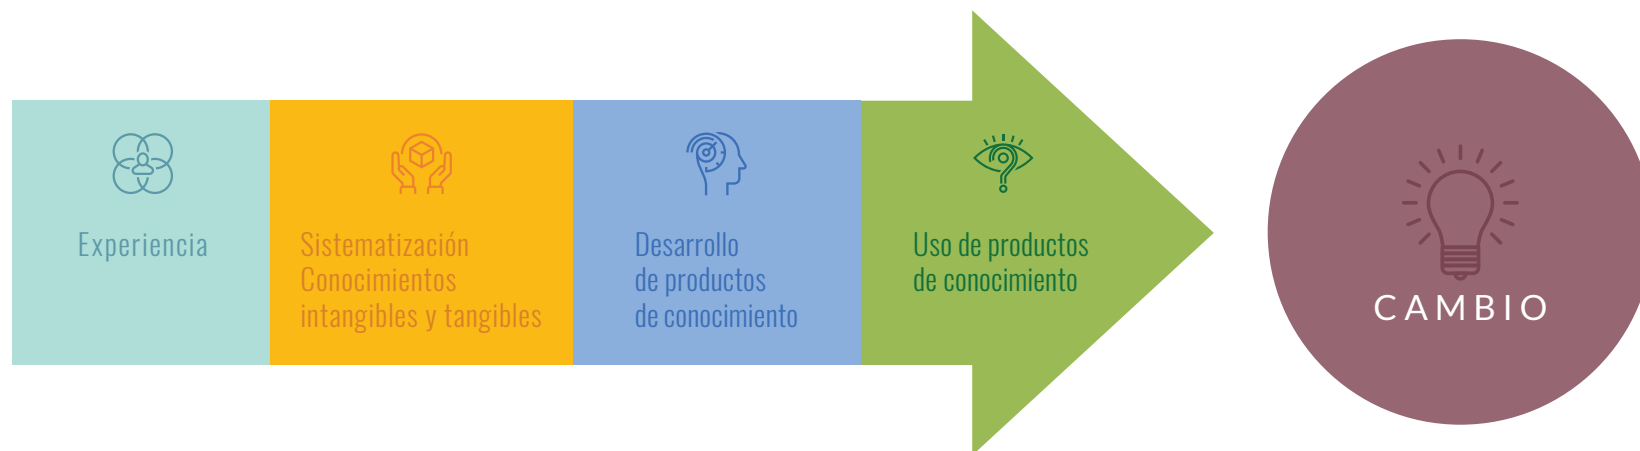 Experiencia
Sistematización
Conocimientos
intangibles y tangibles
Desarrollo
de productos
de conocimiento
Uso de productos
de conocimiento
CAMBIO